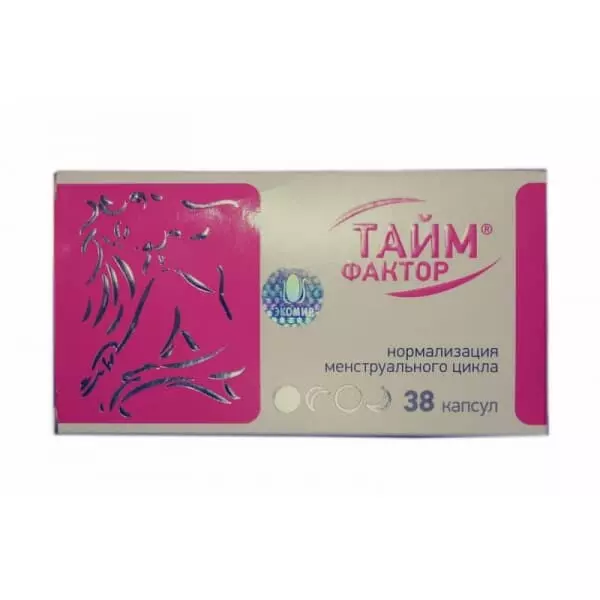 ТАЙМ®
ФАКТОР
ЭКОМИР
нормализация
менструального цикла
38 капсул